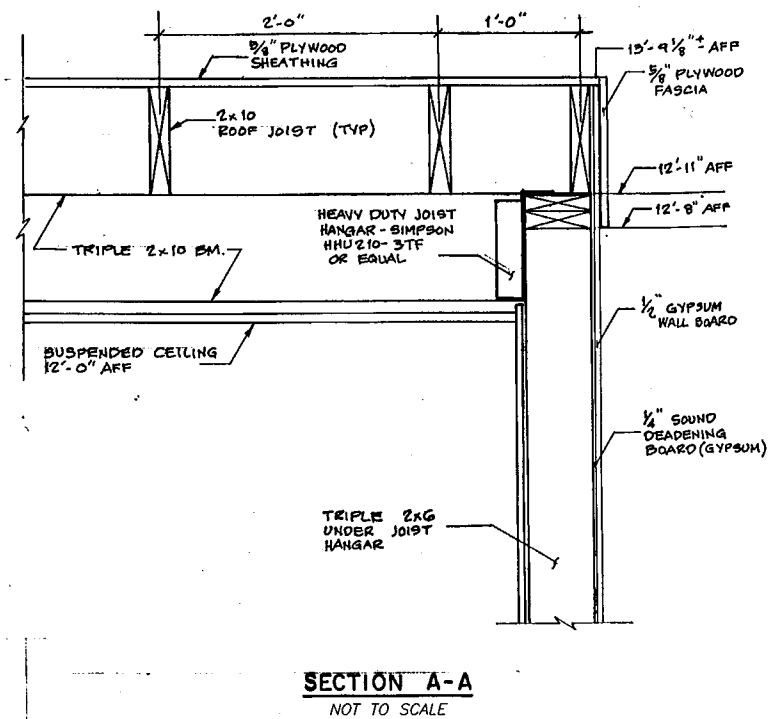 2'-0"
1'-0"
5/8" PLYWOOD
SHEATHING
13'-9 1/8"± AFF
5/8" PLYWOOD
FASCIA
2x10
ROOF JOIST (TYP)
12'-11" AFF
12'-8" AFF
HEAVY DUTY JOIST
HANGAR - SIMPSON
HHU210-3TF
OR EQUAL
TRIPLE 2x10 BM.
1/2" GYPSUM
WALL BOARD
SUSPENDED CEILING
12'-0" AFF
1/4" SOUND
DEADENING
BOARD (GYPSUM)
TRIPLE 2x6
UNDER JOIST
HANGAR
SECTION A-A
NOT TO SCALE